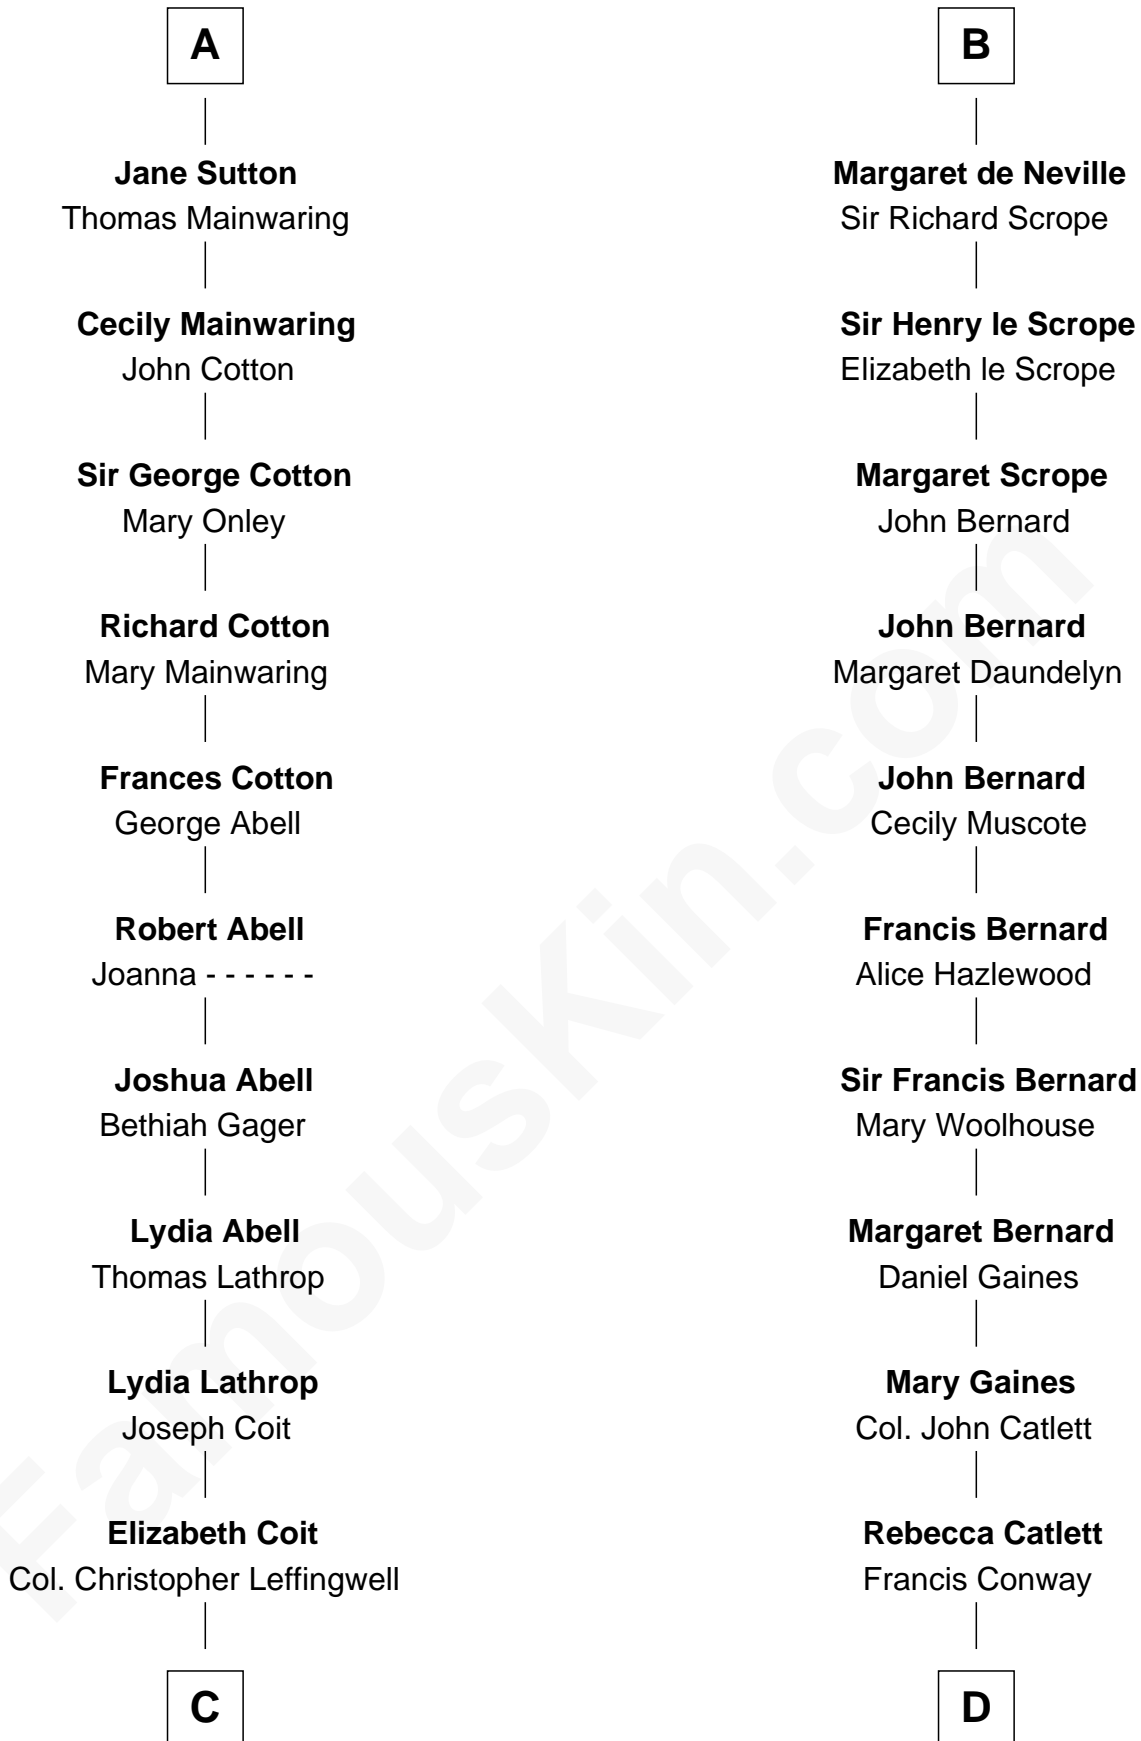 A
Jane Sutton
Thomas Mainwaring
Cecily Mainwaring
John Cotton
Sir George Cotton
Mary Onley
Richard Cotton
Mary Mainwaring
Frances Cotton
George Abell
Robert Abell
Joanna - - - - - -
Joshua Abell
Bethiah Gager
Lydia Abell
Thomas Lathrop
Lydia Lathrop
Joseph Coit
Elizabeth Coit
Col. Christopher Leffingwell
C
B
Margaret de Neville
Sir Richard Scrope
Sir Henry le Scrope
Elizabeth le Scrope
Margaret Scrope
John Bernard
John Bernard
Margaret Daundelyn
John Bernard
Cecily Muscote
Francis Bernard
Alice Hazlewood
Sir Francis Bernard
Mary Woolhouse
Margaret Bernard
Daniel Gaines
Mary Gaines
Col. John Catlett
Rebecca Catlett
Francis Conway
D
FamousKin.com